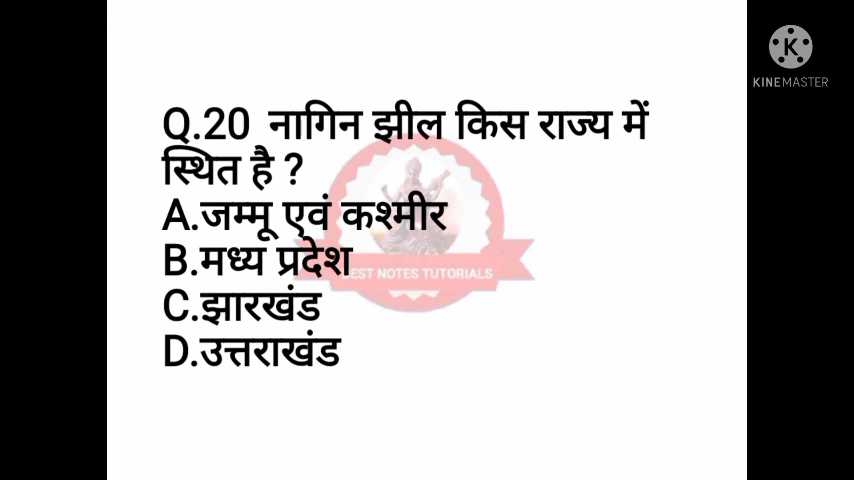 KINEMASTER
Q.20 नागिन झील किस राज्य में
स्थित है ?
A.जम्मू एवं कश्मीर
B.मध्य प्रदेश
EST NOTES TUTORIALS
C.झारखंड
D.उत्तराखंड